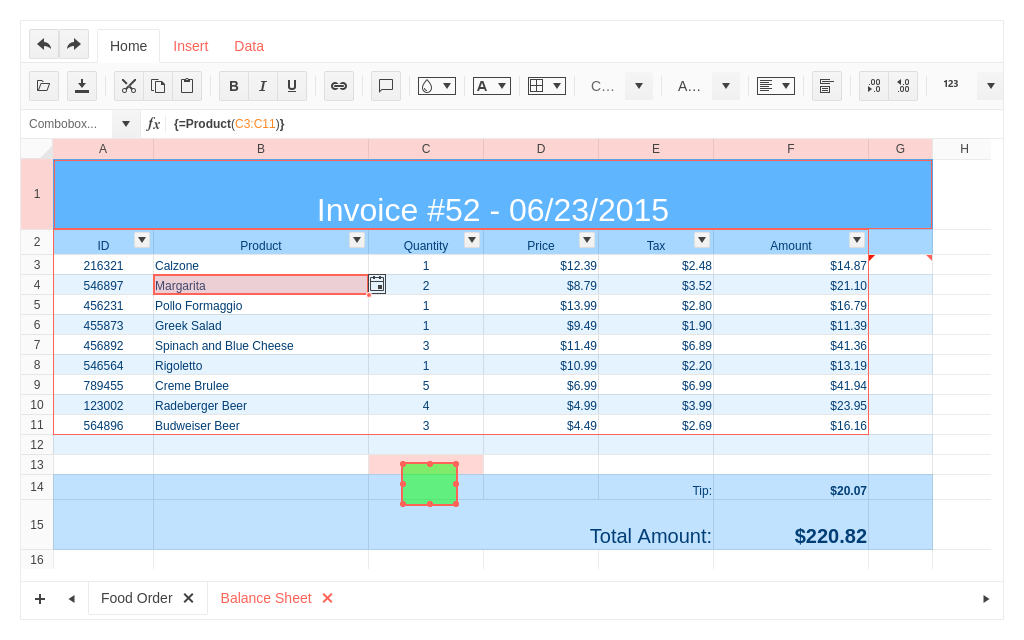 Home Insert Data
B I U A C... A... .00 .0 .0 .00 123
Combobox... fx {=Product(C3:C11)}
A B C D E F G H
1 Invoice #52 - 06/23/2015
2 ID Product Quantity Price Tax Amount
3 216321 Calzone 1 $12.39 $2.48 $14.87
4 546897 Margarita 2 $8.79 $3.52 $21.10
5 456231 Pollo Formaggio 1 $13.99 $2.80 $16.79
6 455873 Greek Salad 1 $9.49 $1.90 $11.39
7 456892 Spinach and Blue Cheese 3 $11.49 $6.89 $41.36
8 546564 Rigoletto 1 $10.99 $2.20 $13.19
9 789455 Creme Brulee 5 $6.99 $6.99 $41.94
10 123002 Radeberger Beer 4 $4.99 $3.99 $23.95
11 564896 Budweiser Beer 3 $4.49 $2.69 $16.16
12
13
14 Tip: $20.07
15 Total Amount: $220.82
16
Food Order Balance Sheet